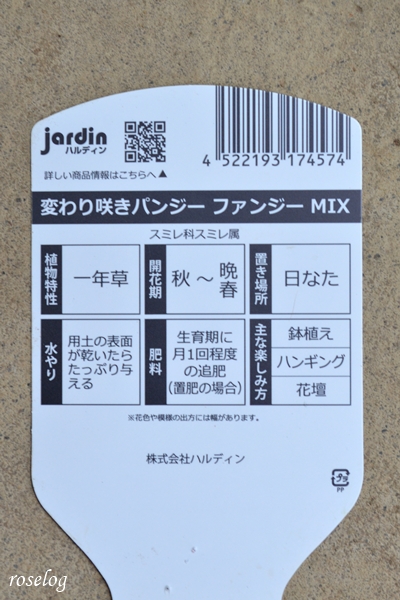 jardin
ハルディン
詳しい商品情報はこちらへ▲
4 522193 174574
変わり咲きパンジー ファンジー MIX
スミレ科スミレ属
植物特性
一年草
開花期
秋 ～ 晩春
置き場所
日なた
水やり
用土の表面
が乾いたら
たっぷり与
える
肥料
生育期に
月1回程度
の追肥
(置肥の場合)
主な楽しみ方
鉢植え
ハンギング
花壇
※花色や模様の出方には幅があります。
株式会社ハルディン
プラ
PP
roselog